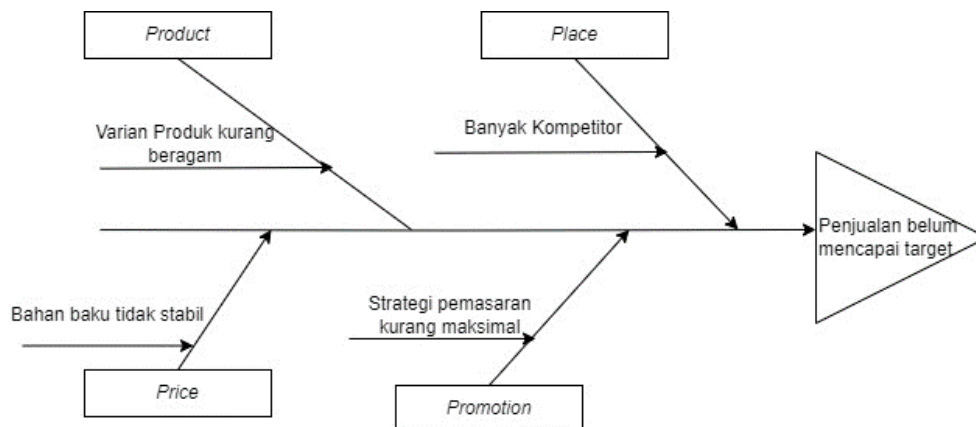 Product
Place
Varian Produk kurang
beragam
Banyak Kompetitor
Penjualan belum
mencapai target
Bahan baku tidak stabil
Strategi pemasaran
kurang maksimal
Price
Promotion